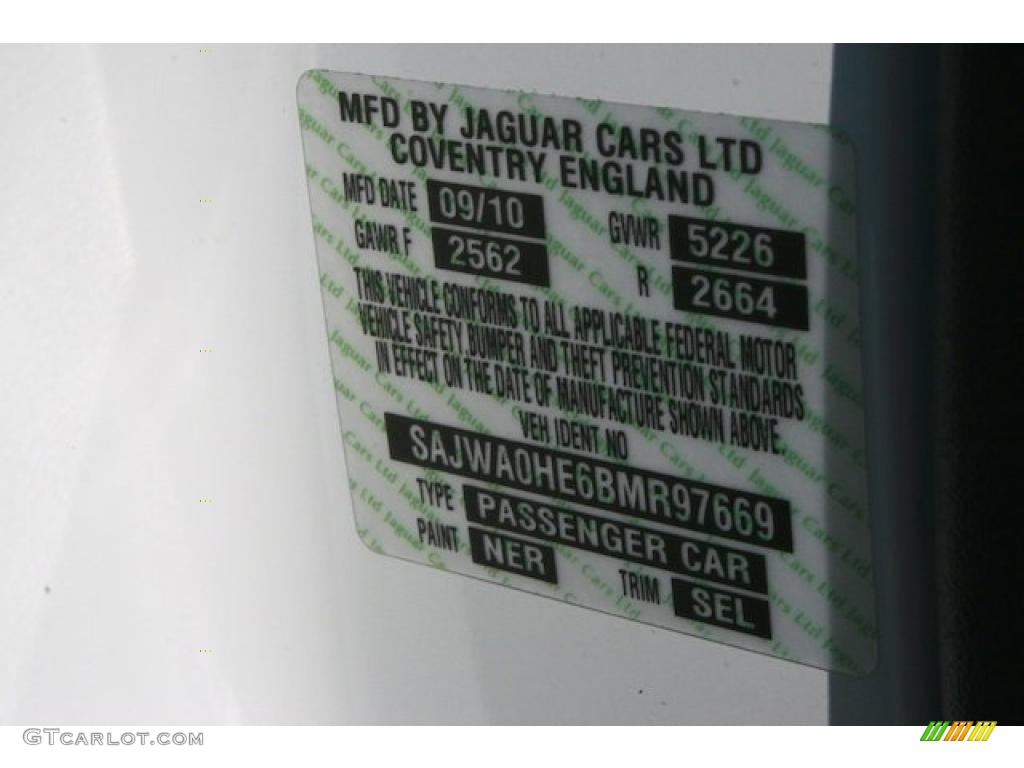 MFD BY JAGUAR CARS LTD
COVENTRY ENGLAND
MFD DATE 09/10 GVWR 5226
GAWR F 2562 R 2664
THIS VEHICLE CONFORMS TO ALL APPLICABLE FEDERAL MOTOR
VEHICLE SAFETY,BUMPER AND THEFT PREVENTION STANDARDS
IN EFFECT ON THE DATE OF MANUFACTURE SHOWN ABOVE.
VEH IDENT NO
SAJWA0HE6BMR97669
TYPE PASSENGER CAR
PAINT NER TRIM SEL
GTCARLOT.COM